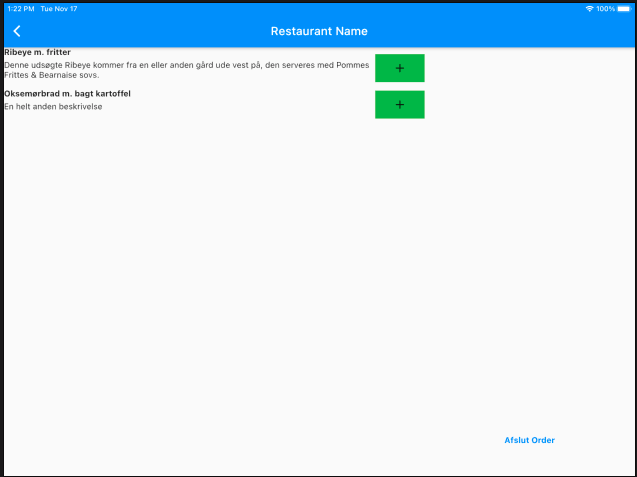 1:22 PM Tue Nov 17 100%
Restaurant Name
Ribeye m. fritter
Denne udsøgte Ribeye kommer fra en eller anden gård ude vest på, den serveres med Pommes
Frittes & Bearnaise sovs.
+
Oksemørbrad m. bagt kartoffel
En helt anden beskrivelse
+
Afslut Order